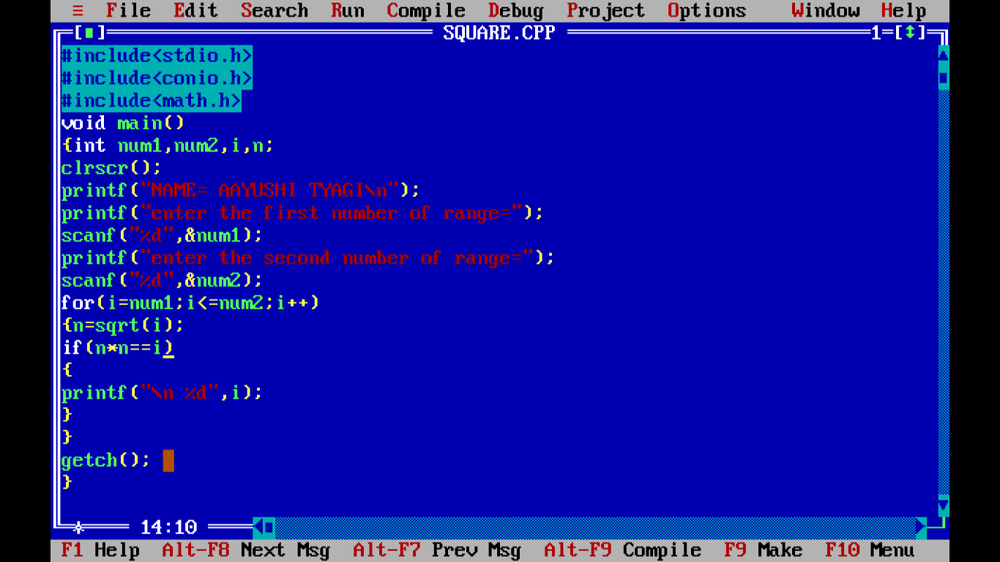 ≡ File Edit Search Run Compile Debug Project Options Window Help
[■] SQUARE.CPP 1=[↕]
#include<stdio.h>
#include<conio.h>
#include<math.h>
void main()
{int num1,num2,i,n;
clrscr();
printf("NAME= AAYUSHI TYAGI\n");
printf("enter the first number of range=");
scanf("%d",&num1);
printf("enter the second number of range=");
scanf("%d",&num2);
for(i=num1;i<=num2;i++)
{n=sqrt(i);
if(n*n==i)
{
printf("\n %d",i);
}
}
getch();
}
14:10
F1 Help Alt-F8 Next Msg Alt-F7 Prev Msg Alt-F9 Compile F9 Make F10 Menu